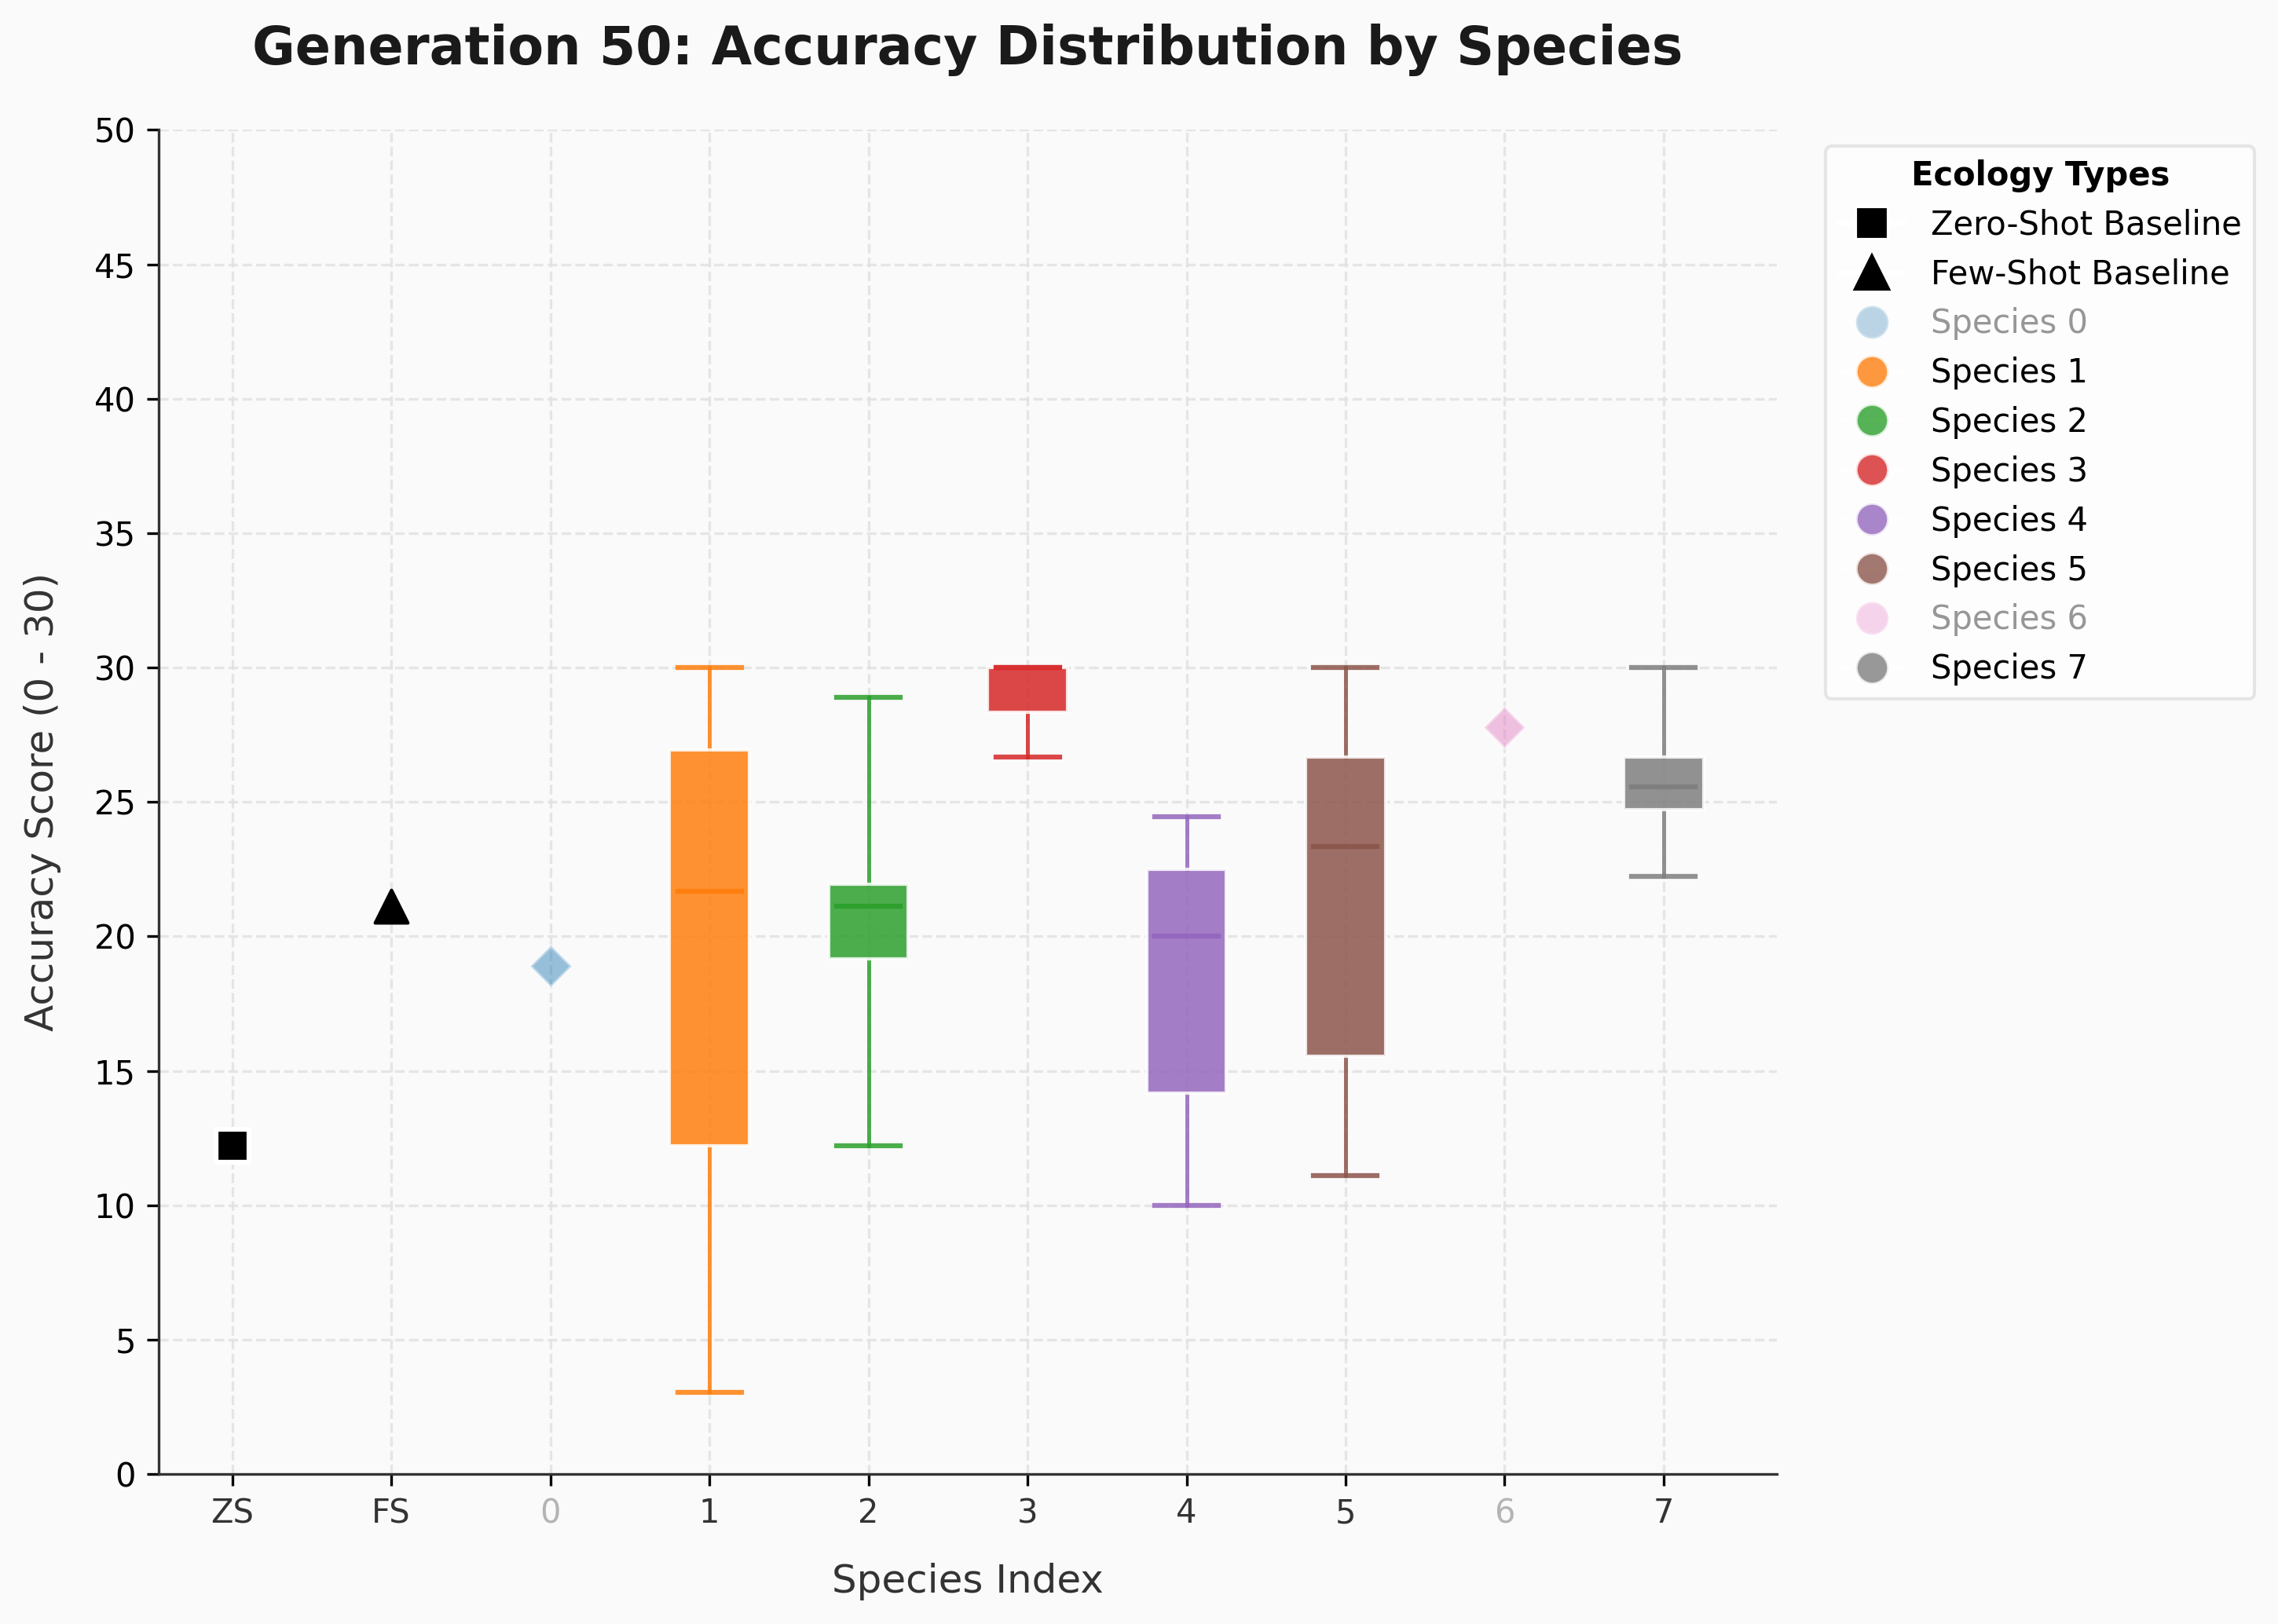 Generation 50: Accuracy Distribution by Species
50
45
40
35
30
25
20
15
10
5
0
Accuracy Score (0 - 30)
ZS
FS
0
1
2
3
4
5
6
7
Species Index
Ecology Types
Zero-Shot Baseline
Few-Shot Baseline
Species 0
Species 1
Species 2
Species 3
Species 4
Species 5
Species 6
Species 7